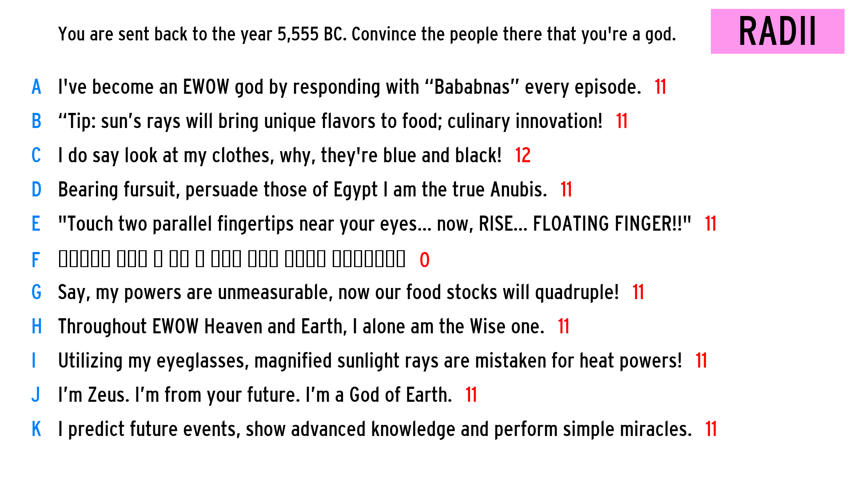 You are sent back to the year 5,555 BC. Convince the people there that you're a god.
RADII
A I've become an EWOW god by responding with “Bababnas” every episode. 11
B “Tip: sun’s rays will bring unique flavors to food; culinary innovation! 11
C I do say look at my clothes, why, they're blue and black! 12
D Bearing fursuit, persuade those of Egypt I am the true Anubis. 11
E "Touch two parallel fingertips near your eyes... now, RISE... FLOATING FINGER!!" 11
F 0
G Say, my powers are unmeasurable, now our food stocks will quadruple! 11
H Throughout EWOW Heaven and Earth, I alone am the Wise one. 11
I Utilizing my eyeglasses, magnified sunlight rays are mistaken for heat powers! 11
J I’m Zeus. I’m from your future. I’m a God of Earth. 11
K I predict future events, show advanced knowledge and perform simple miracles. 11